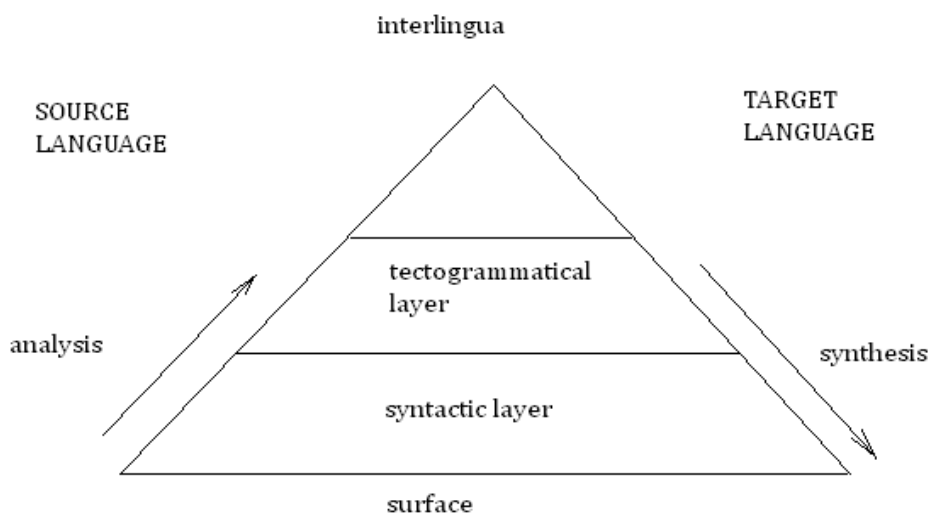 interlingua
SOURCE
LANGUAGE
TARGET
LANGUAGE
tectogrammatical
layer
analysis
synthesis
syntactic layer
surface